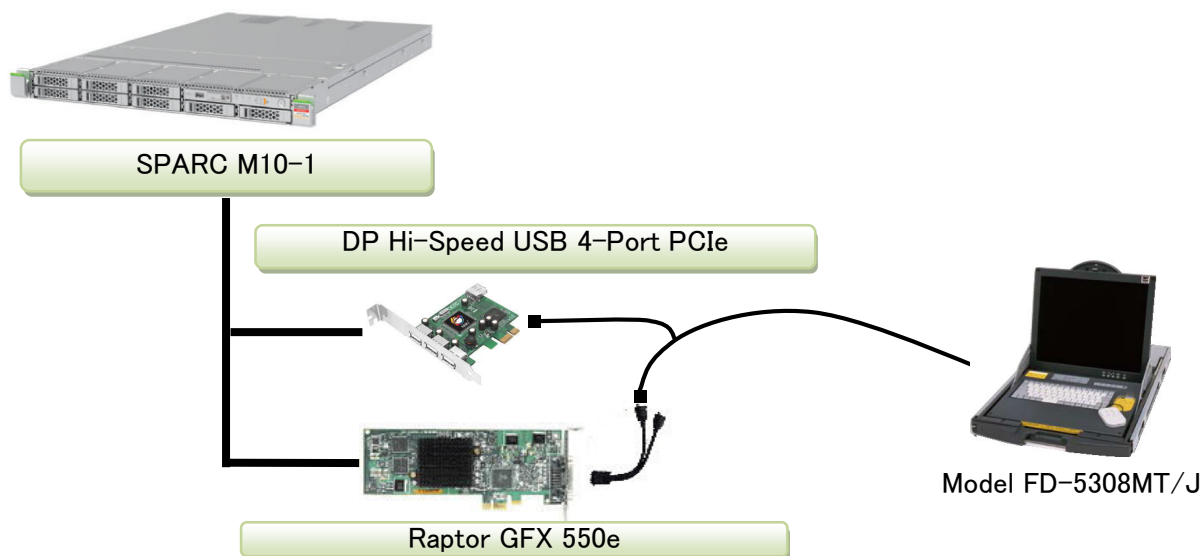 SPARC M10-1
DP Hi-Speed USB 4-Port PCIe
Model FD-5308MT/J
Raptor GFX 550e